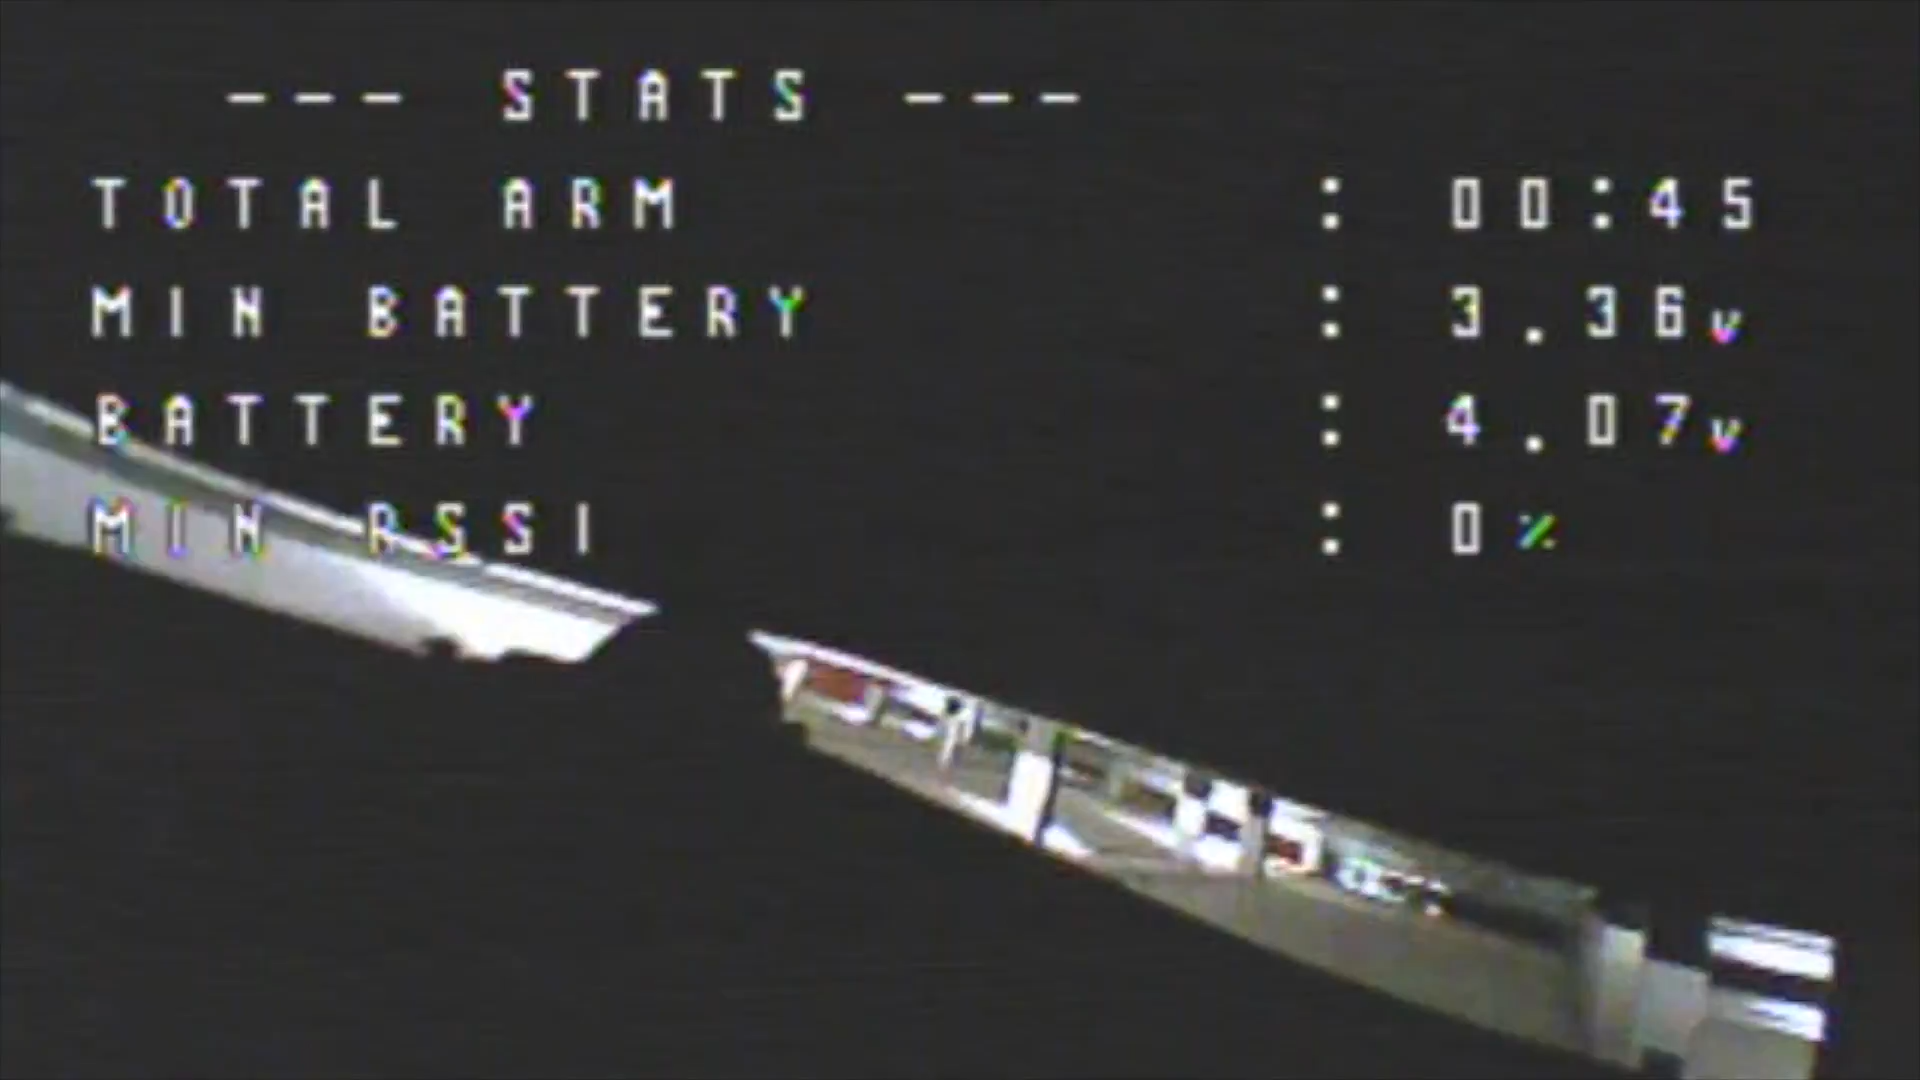 --- STATS ---
TOTAL ARM : 00:45
MIN BATTERY : 3.36v
BATTERY : 4.07v
MIN RSSI : 0%